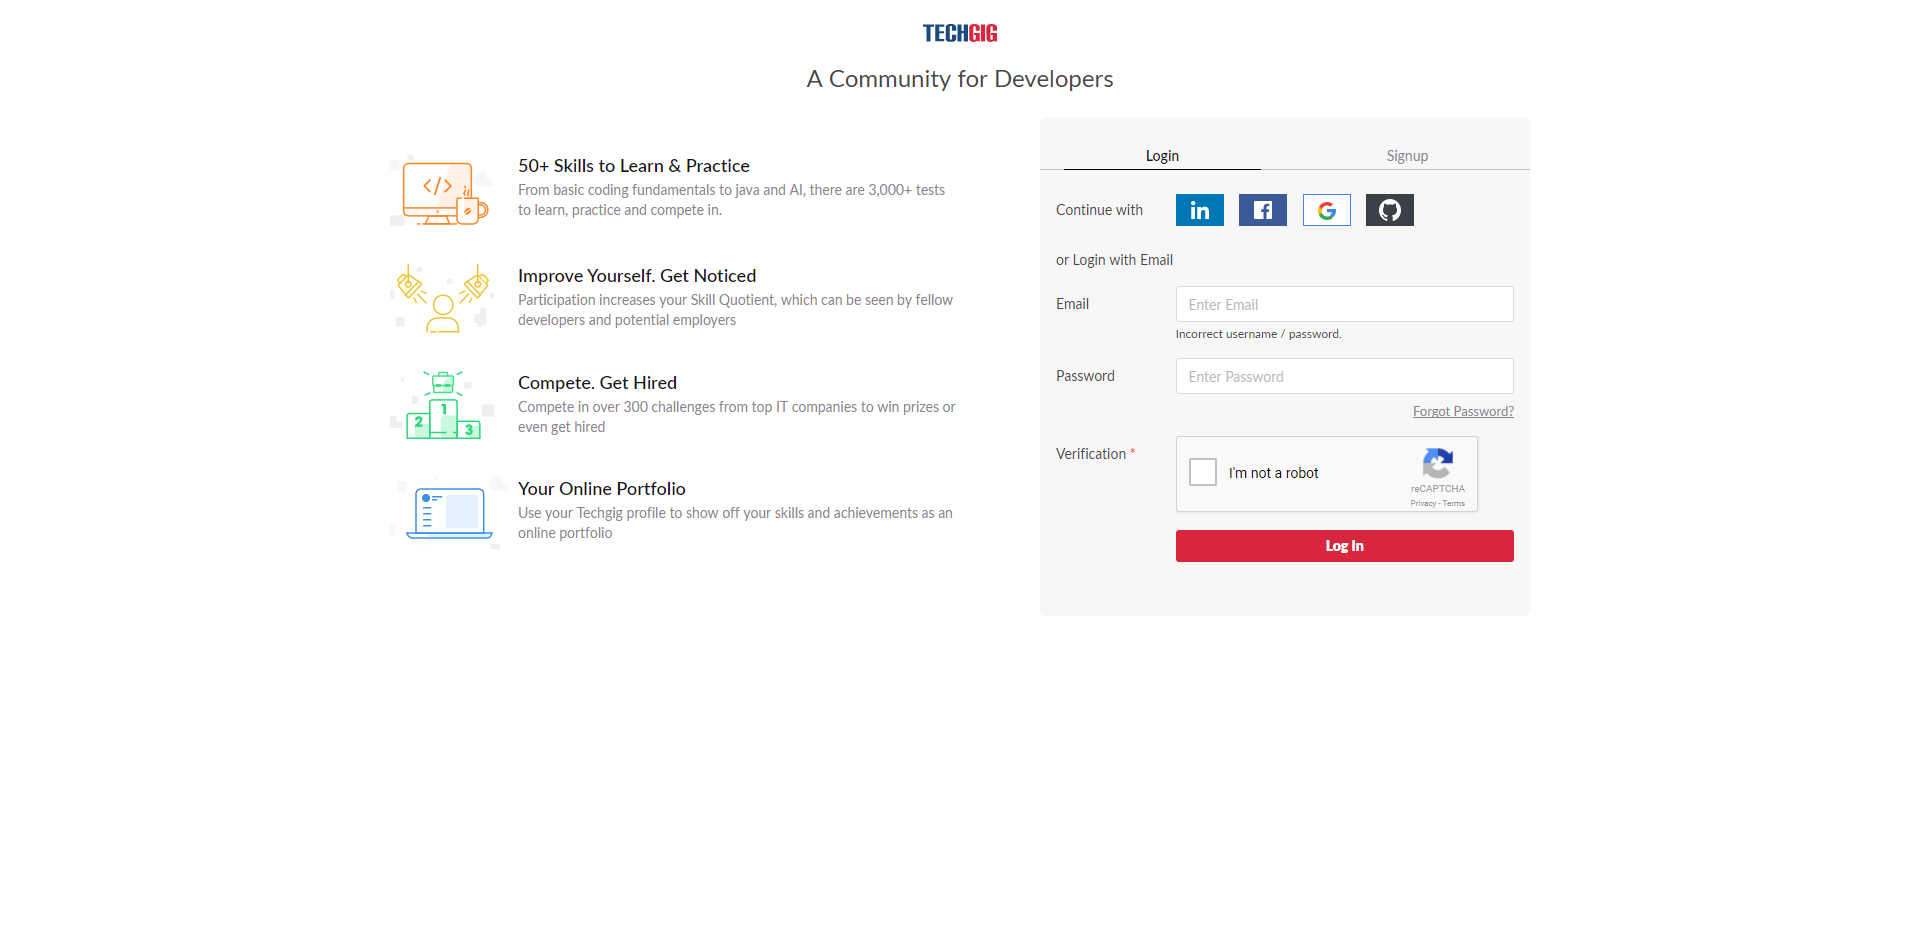 TECHGIG
A Community for Developers
50+ Skills to Learn & Practice
From basic coding fundamentals to java and AI, there are 3,000+ tests
to learn, practice and compete in.
Improve Yourself. Get Noticed
Participation increases your Skill Quotient, which can be seen by fellow
developers and potential employers
1
2
3
Compete. Get Hired
Compete in over 300 challenges from top IT companies to win prizes or
even get hired
Your Online Portfolio
Use your Techgig profile to show off your skills and achievements as an
online portfolio
Login
Signup
Continue with
or Login with Email
Email
Enter Email
Incorrect username / password.
Password
Enter Password
Forgot Password?
Verification *
I'm not a robot
reCAPTCHA
Privacy - Terms
Log In